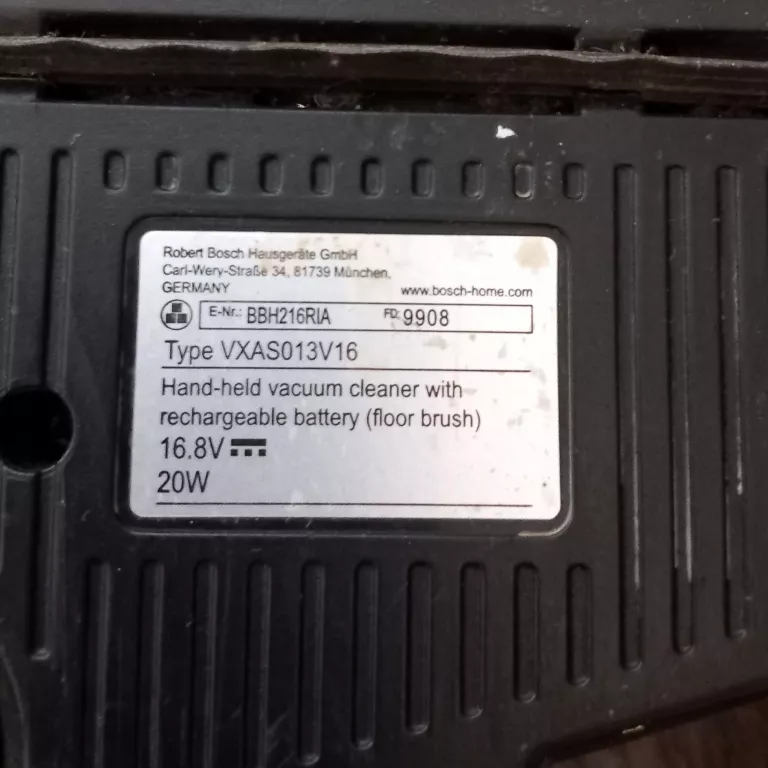 Robert Bosch Hausgeräte GmbH
Carl-Wery-Straße 34, 81739 München,
GERMANY www.bosch-home.com
E-Nr.: BBH216RIA FD: 9908
Type VXAS013V16
Hand-held vacuum cleaner with
rechargeable battery (floor brush)
16.8V
20W